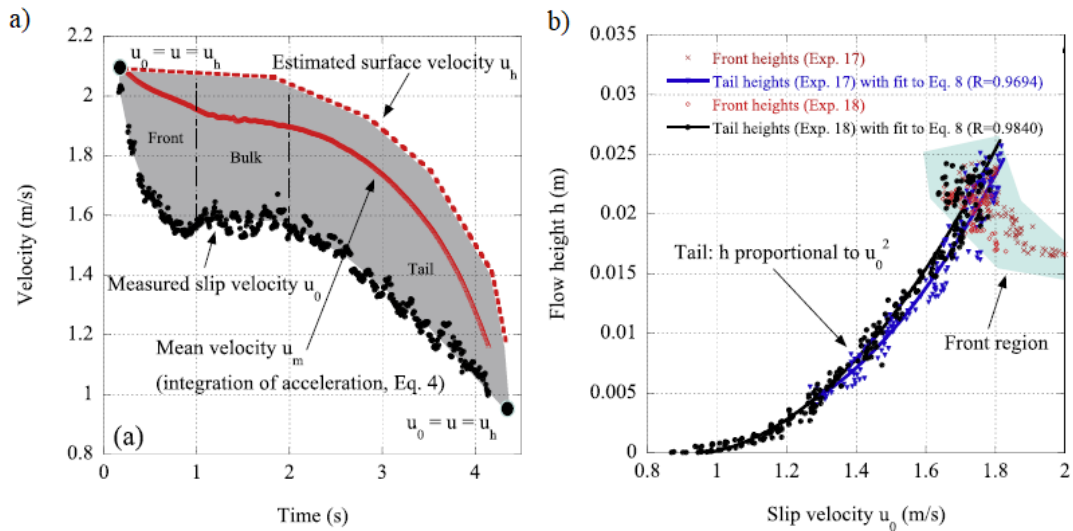 a)
2.2
2
1.8
1.6
1.4
1.2
1
0.8
0
1
2
3
4
Velocity (m/s)
Time (s)
u0 = u = uh
Estimated surface velocity uh
Front
Bulk
Tail
Measured slip velocity u0
Mean velocity um
(integration of acceleration, Eq. 4)
u0 = u = uh
(a)
b)
0.035
0.03
0.025
0.02
0.015
0.01
0.005
0
0.8
1
1.2
1.4
1.6
1.8
2
Flow height h (m)
Slip velocity u0 (m/s)
Front heights (Exp. 17)
Tail heights (Exp. 17) with fit to Eq. 8 (R=0.9694)
Front heights (Exp. 18)
Tail heights (Exp. 18) with fit to Eq. 8 (R=0.9840)
Tail: h proportional to u0^2
Front region